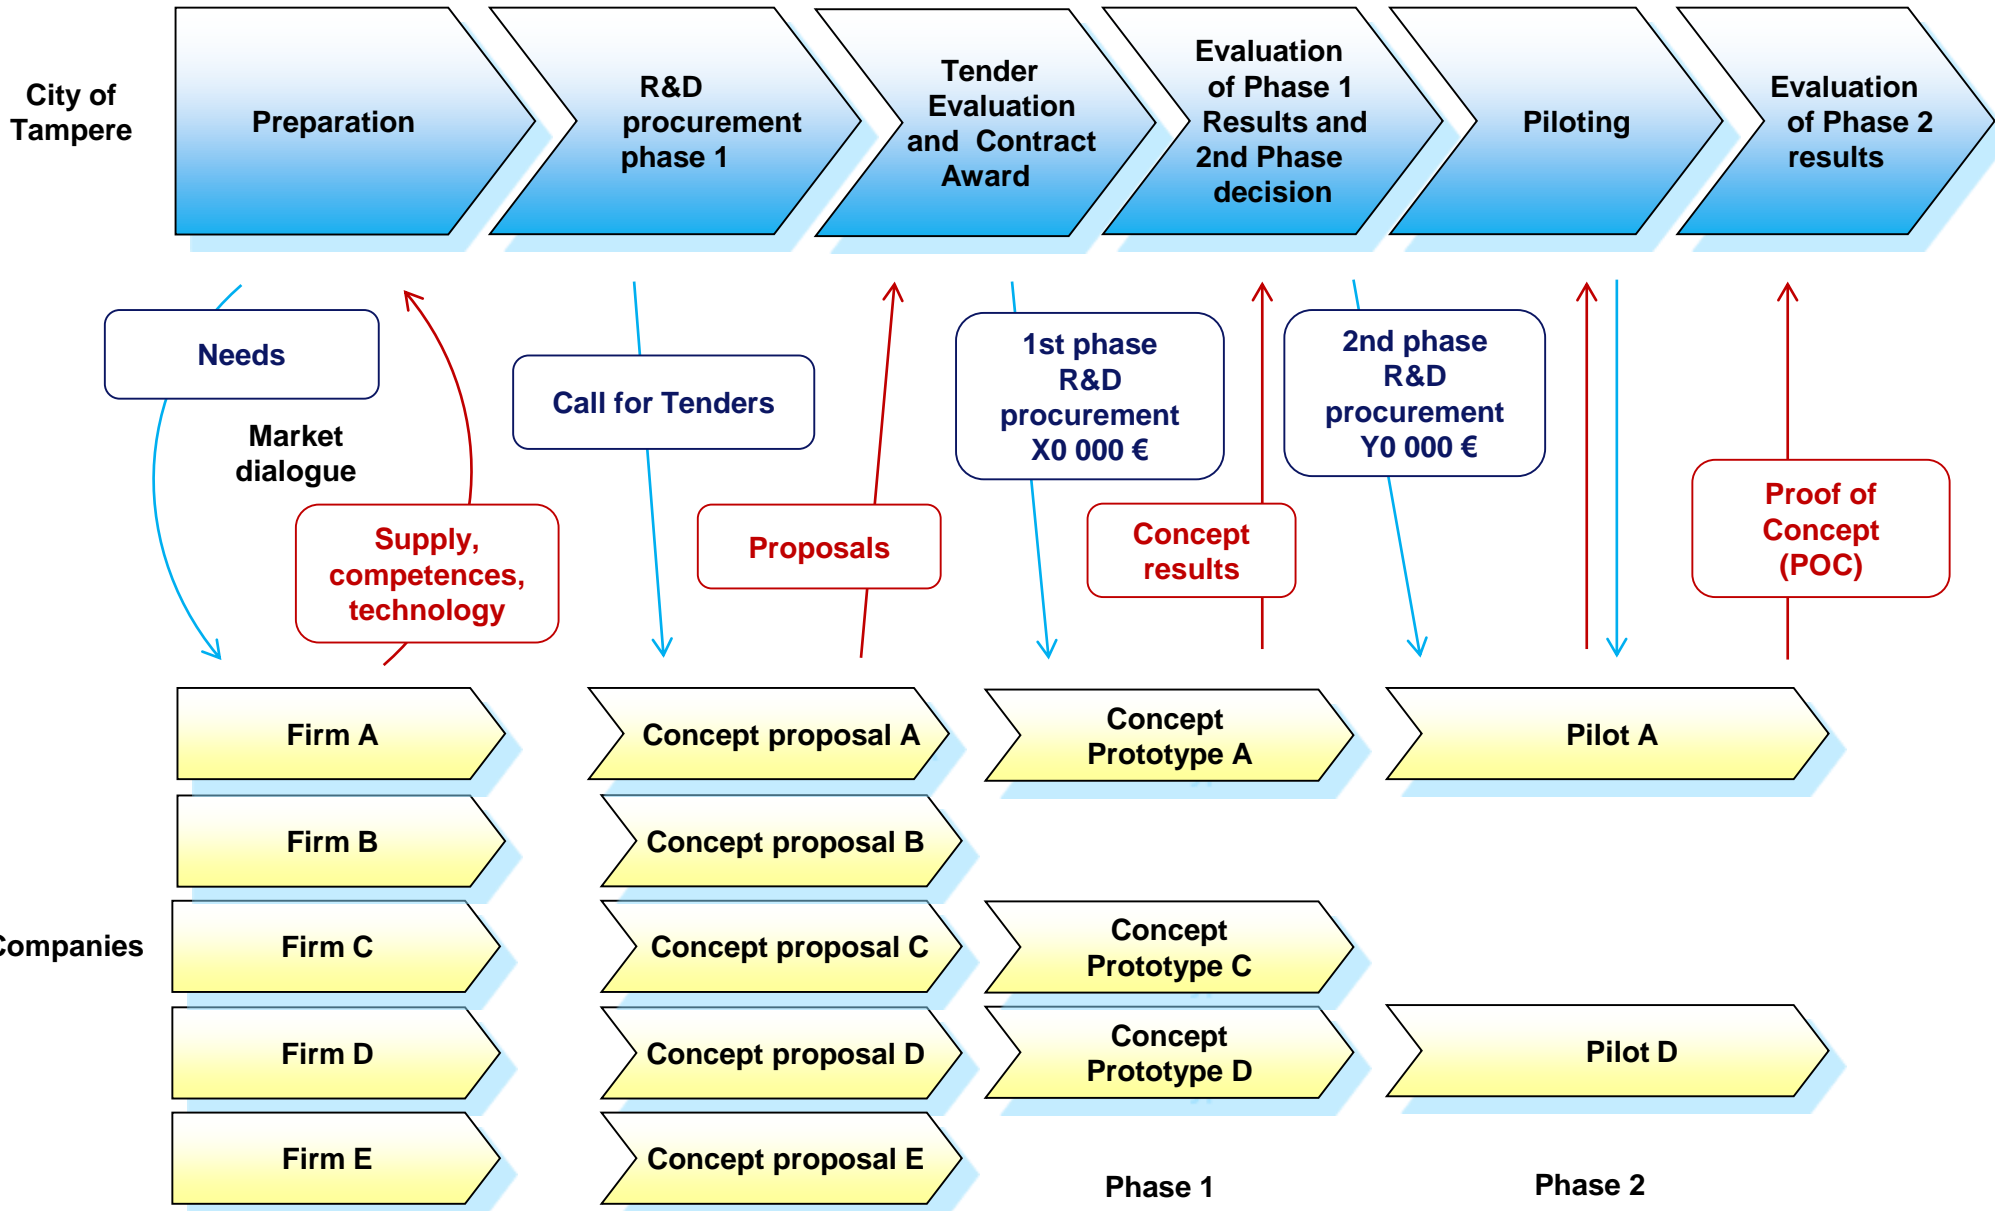 City of
Tampere
Preparation
R&D
procurement
phase 1
Tender
Evaluation
and Contract
Award
Evaluation
of Phase 1
Results and
2nd Phase
decision
Piloting
Evaluation
of Phase 2
results
Needs
Market
dialogue
Supply,
competences,
technology
Call for Tenders
Proposals
1st phase
R&D
procurement
X0 000 €
Concept
results
2nd phase
R&D
procurement
Y0 000 €
Proof of
Concept
(POC)
Companies
Firm A
Concept proposal A
Concept
Prototype A
Pilot A
Firm B
Concept proposal B
Firm C
Concept proposal C
Concept
Prototype C
Firm D
Concept proposal D
Concept
Prototype D
Pilot D
Firm E
Concept proposal E
Phase 1
Phase 2